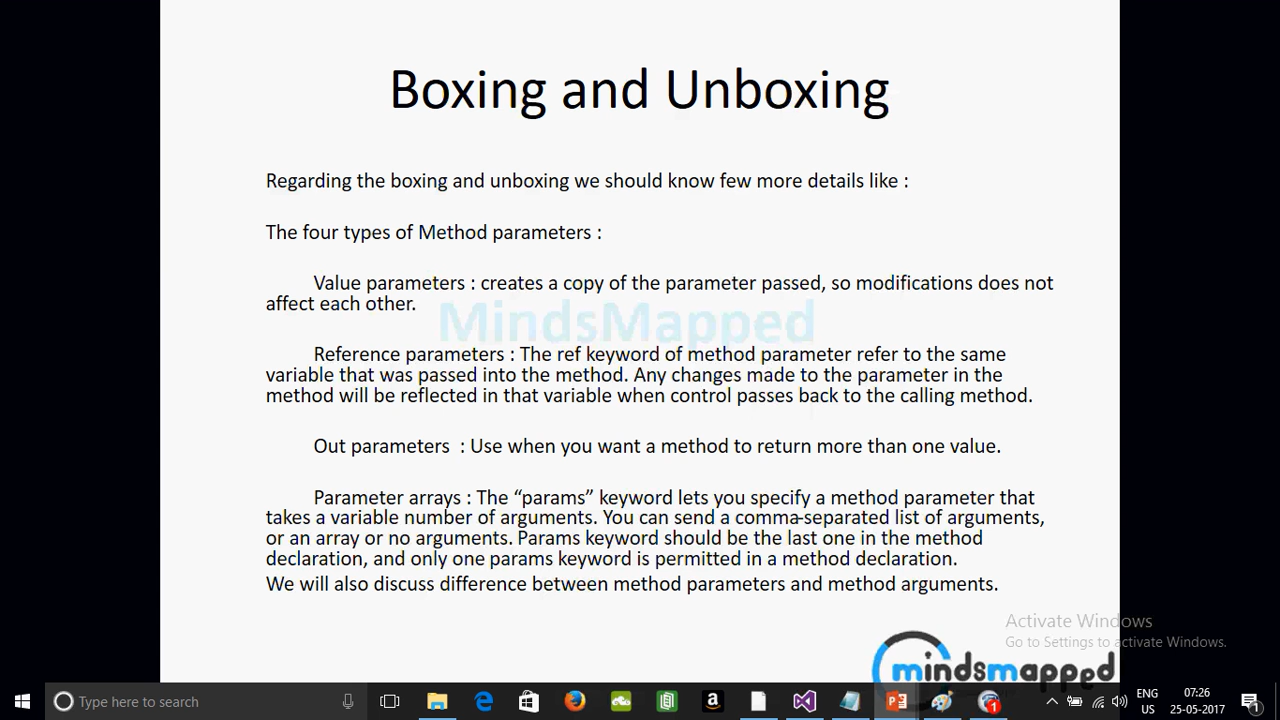 Boxing and Unboxing
Regarding the boxing and unboxing we should know few more details like :
The four types of Method parameters :
Value parameters : creates a copy of the parameter passed, so modifications does not
affect each other.
MindsMapped
Reference parameters : The ref keyword of method parameter refer to the same
variable that was passed into the method. Any changes made to the parameter in the
method will be reflected in that variable when control passes back to the calling method.
Out parameters : Use when you want a method to return more than one value.
Parameter arrays : The “params” keyword lets you specify a method parameter that
takes a variable number of arguments. You can send a comma-separated list of arguments,
or an array or no arguments. Params keyword should be the last one in the method
declaration, and only one params keyword is permitted in a method declaration.
We will also discuss difference between method parameters and method arguments.
Activate Windows
Go to Settings to activate Windows.
mindsmapped
Type here to search
ENG
US
07:26
25-05-2017
1
1